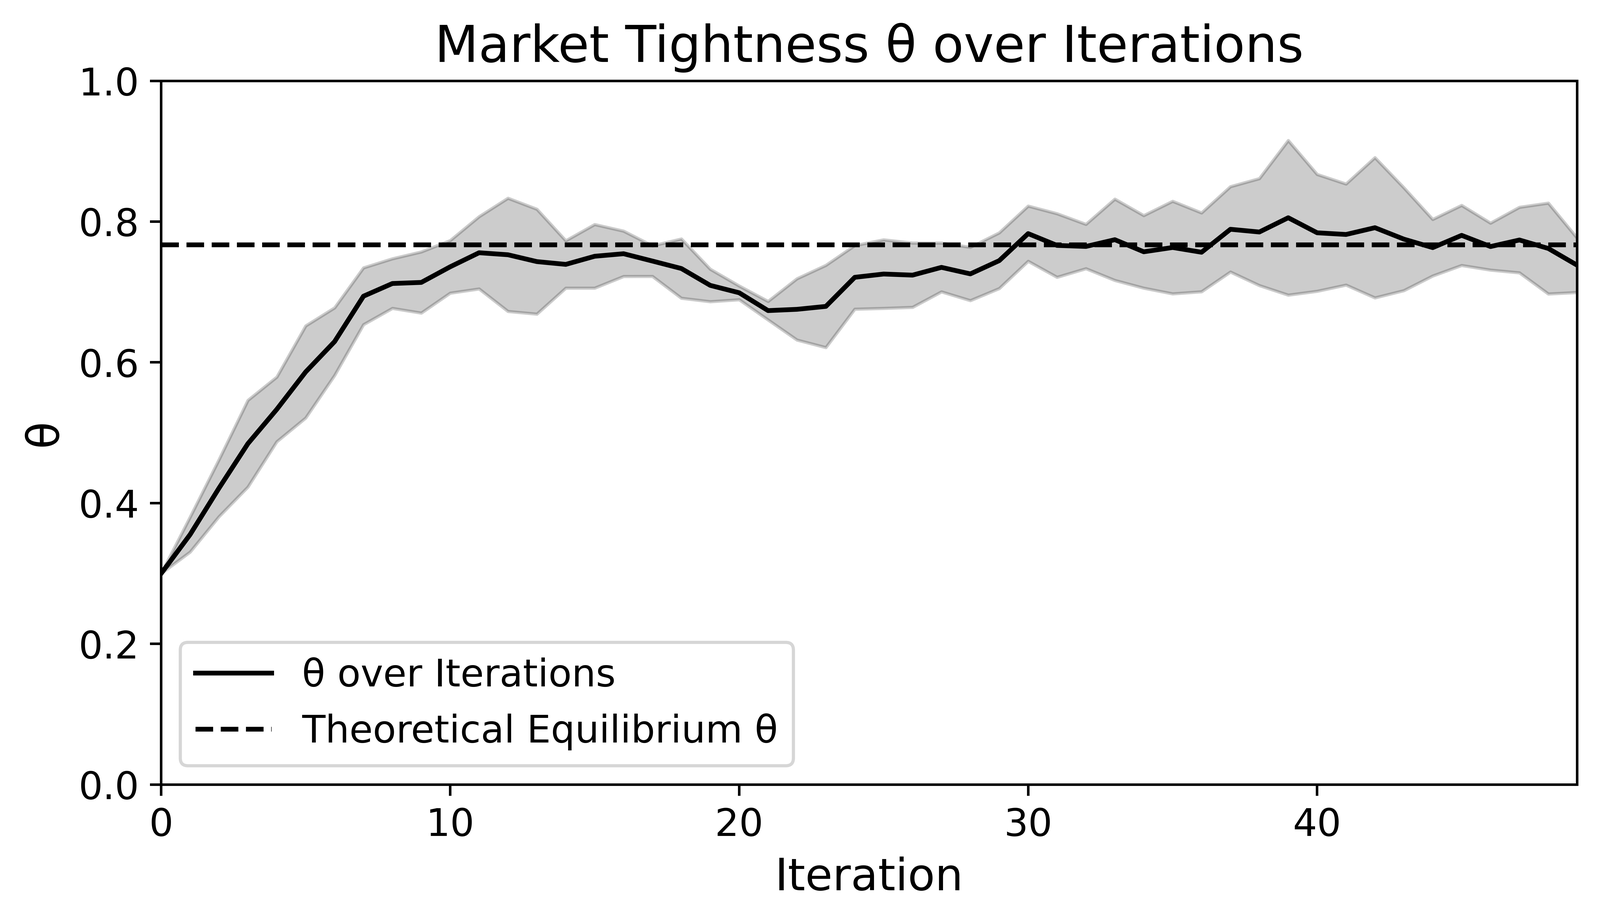 Market Tightness θ over Iterations
1.0
0.8
0.6
0.4
0.2
0.0
θ
θ over Iterations
Theoretical Equilibrium θ
0 10 20 30 40
Iteration